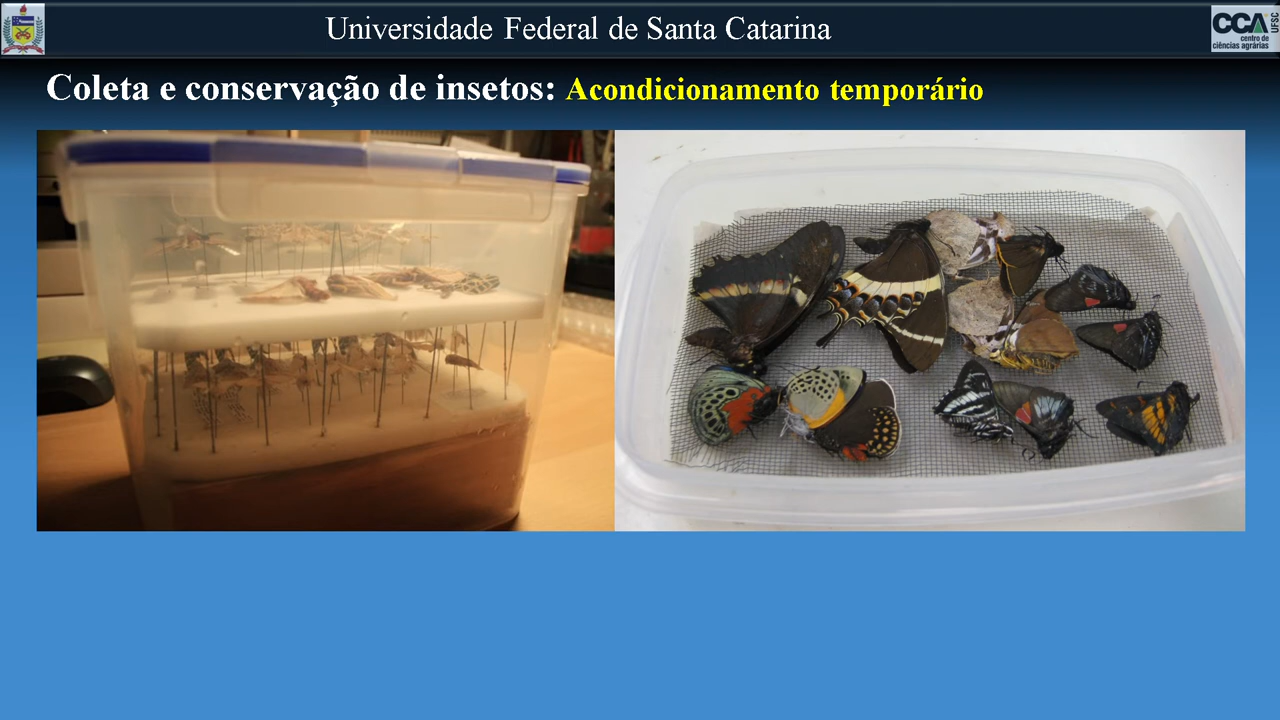 Universidade Federal de Santa Catarina
CCA UFSC
centro de
ciências agrárias
Coleta e conservação de insetos: Acondicionamento temporário